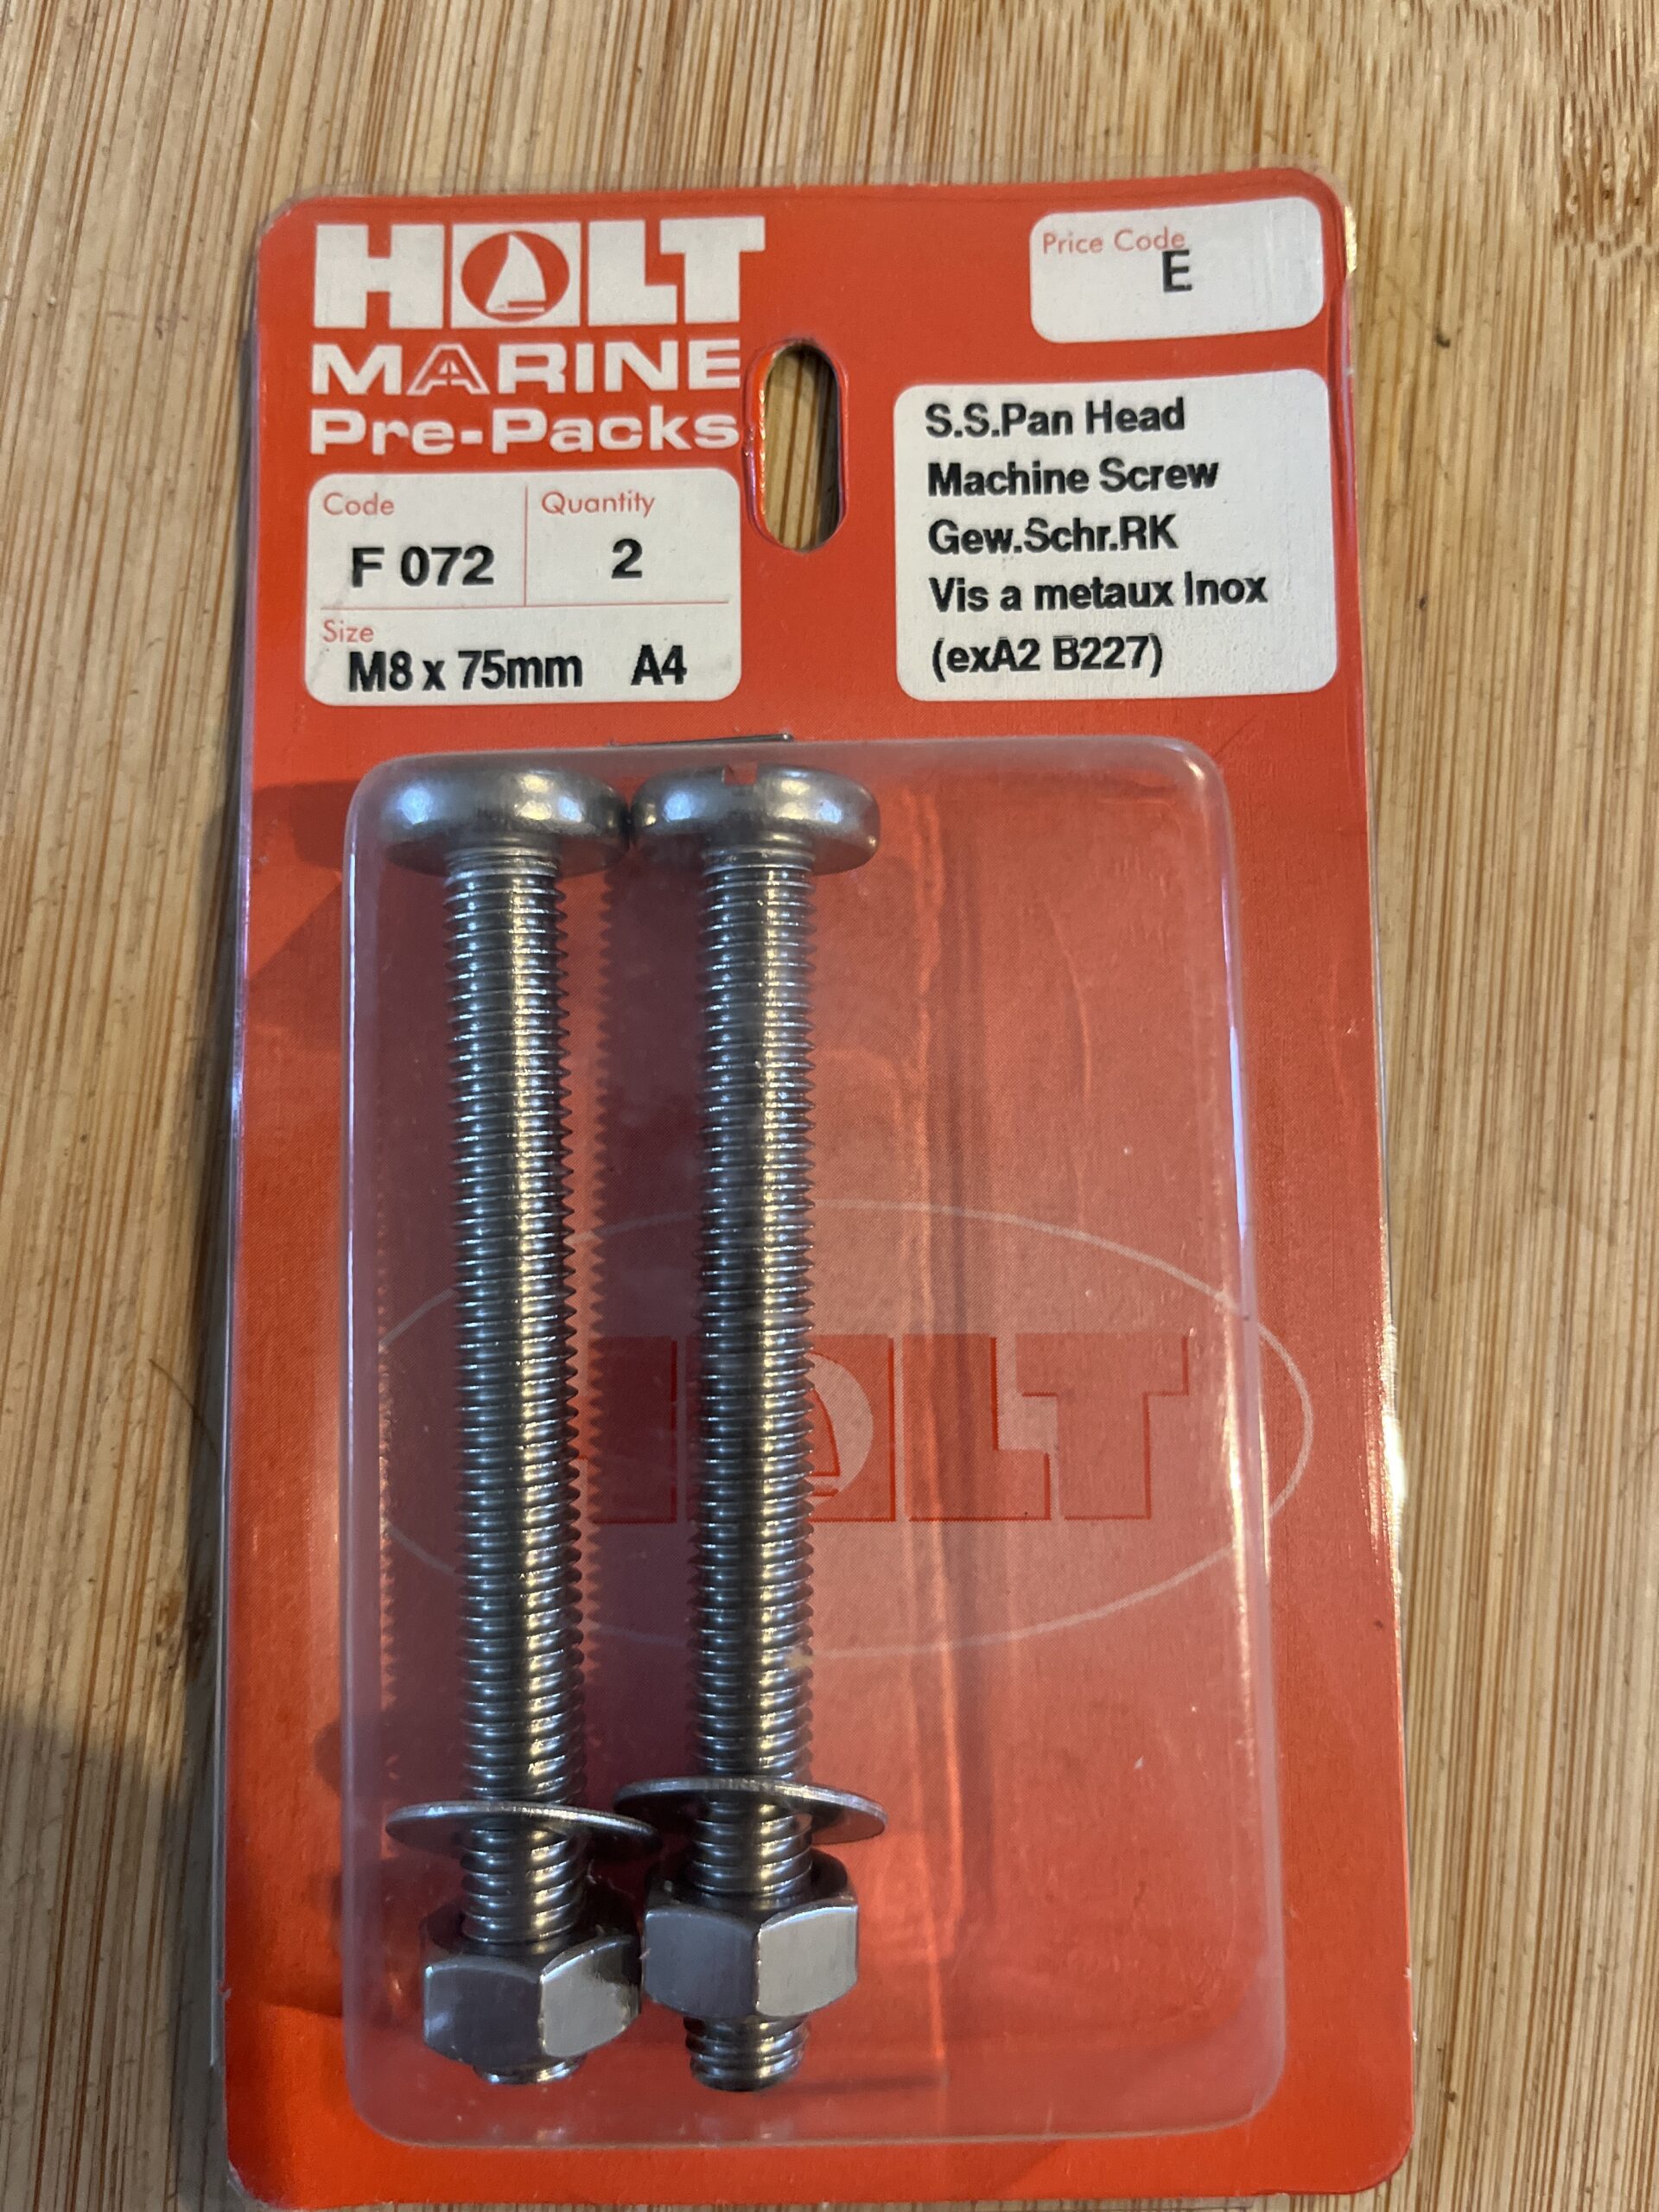 HOLT
MARINE
Pre-Packs
Price Code
E
Code
F 072
Quantity
2
Size
M8 x 75mm A4
S.S.Pan Head
Machine Screw
Gew.Schr.RK
Vis a metaux Inox
(exA2 B227)
HOLT